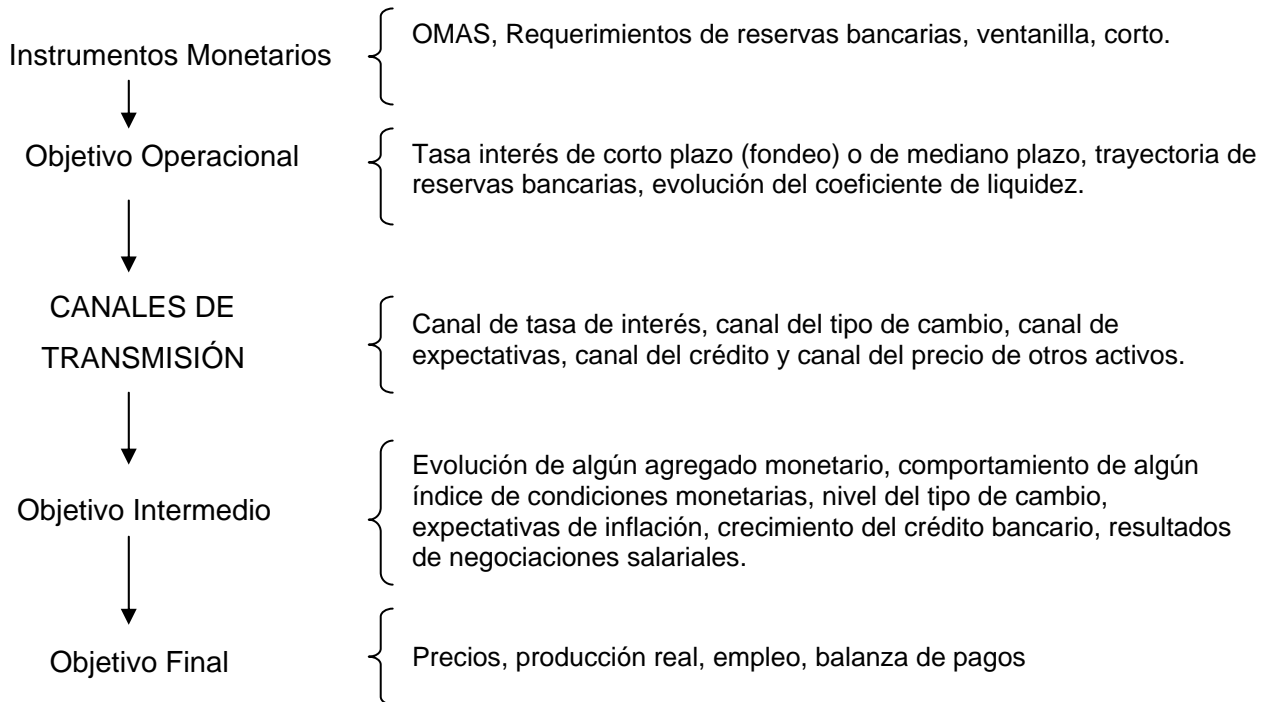 Instrumentos Monetarios
OMAS, Requerimientos de reservas bancarias, ventanilla, corto.
Objetivo Operacional
Tasa interés de corto plazo (fondeo) o de mediano plazo, trayectoria de
reservas bancarias, evolución del coeficiente de liquidez.
CANALES DE
TRANSMISIÓN
Canal de tasa de interés, canal del tipo de cambio, canal de
expectativas, canal del crédito y canal del precio de otros activos.
Objetivo Intermedio
Evolución de algún agregado monetario, comportamiento de algún
índice de condiciones monetarias, nivel del tipo de cambio,
expectativas de inflación, crecimiento del crédito bancario, resultados
de negociaciones salariales.
Objetivo Final
Precios, producción real, empleo, balanza de pagos